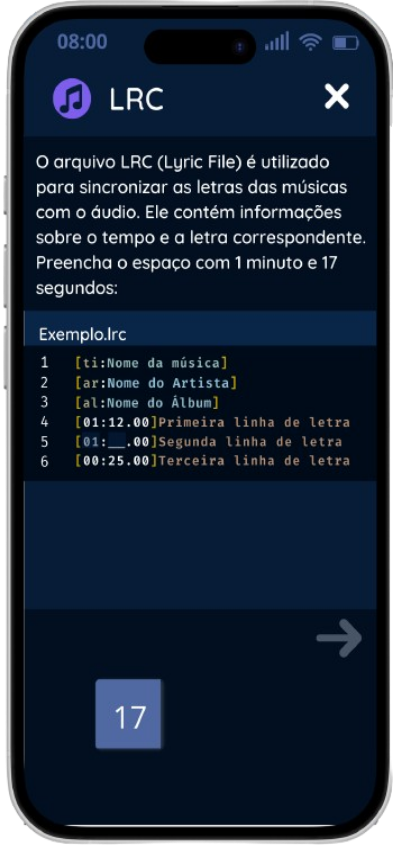 08:00
LRC
O arquivo LRC (Lyric File) é utilizado
para sincronizar as letras das músicas
com o áudio. Ele contém informações
sobre o tempo e a letra correspondente.
Preencha o espaço com 1 minuto e 17
segundos:
Exemplo.lrc
1 [ti:Nome da música]
2 [ar:Nome do Artista]
3 [al:Nome do Álbum]
4 [01:12.00]Primeira linha de letra
5 [01:__.00]Segunda linha de letra
6 [00:25.00]Terceira linha de letra
17